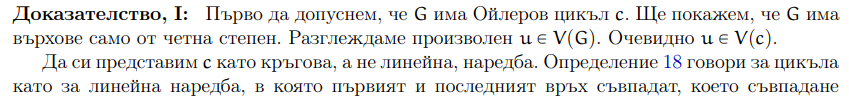 Доказателство, I: Първо да допуснем, че G има Ойлеров цикъл c. Ще покажем, че G има
върхове само от четна степен. Разглеждаме произволен u ∈ V(G). Очевидно u ∈ V(c).
Да си представим c като кръгова, а не линейна, наредба. Определение 18 говори за цикъла
като за линейна наредба, в която първият и последният връх съвпадат, което съвпадане